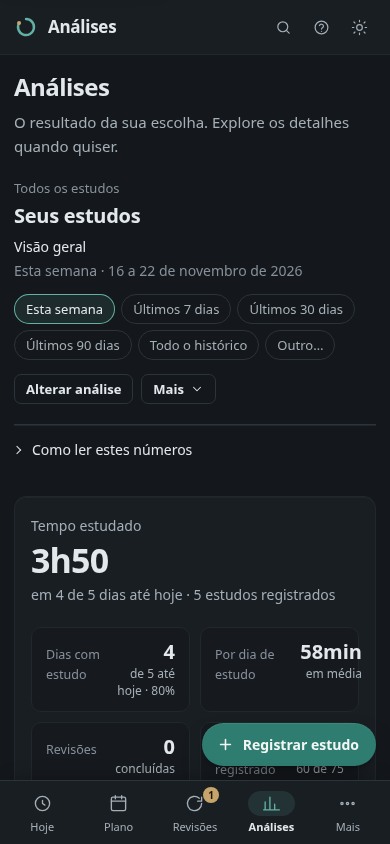 Análises
Análises
O resultado da sua escolha. Explore os detalhes
quando quiser.
Todos os estudos
Seus estudos
Visão geral
Esta semana · 16 a 22 de novembro de 2026
Esta semana
Últimos 7 dias
Últimos 30 dias
Últimos 90 dias
Todo o histórico
Outro...
Alterar análise
Mais
Como ler estes números
Tempo estudado
3h50
em 4 de 5 dias até hoje · 5 estudos registrados
Dias com estudo
4
de 5 até
hoje · 80%
Por dia de estudo
58min
em média
Revisões
0
concluídas
registrado
60 de 75
Registrar estudo
1
Hoje
Plano
Revisões
Análises
Mais